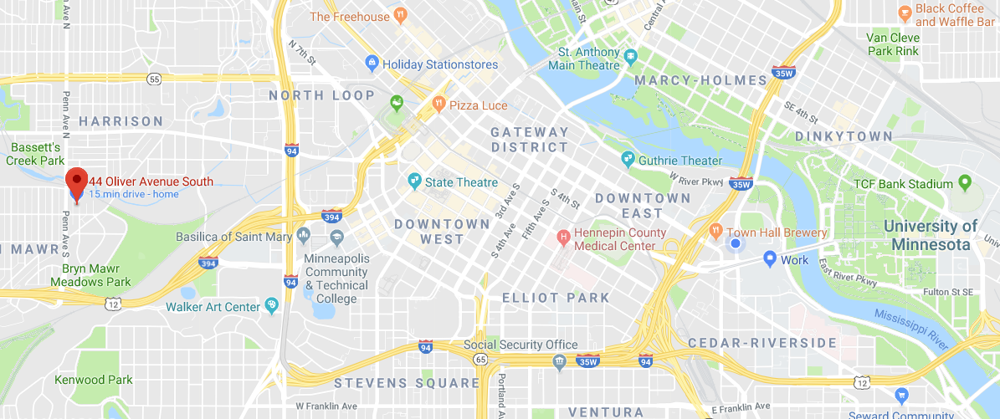 The Freehouse
Central A
Black Coffee
and Waffle Bar
Penn Ave N
N 7th St
Van Cleve
Park Rink
St. Anthony
Main Theatre
Holiday Stationstores
55
35W
NORTH LOOP
MARCY-HOLMES
Pizza Luce
Penn Ave N
SE 4th St
HARRISON
GATEWAY
DISTRICT
DINKYTOWN
Bassett's
Creek Park
94
Guthrie Theater
44 Oliver Avenue South
15 min drive - home
State Theatre
3rd Ave S
W River Pkwy
35W
TCF Bank Stadium
S 4th St
Fifth Ave S
DOWNTOWN
EAST
394
DOWNTOWN
WEST
Penn Ave S
S 4th Ave
Hennepin County
Medical Center
Town Hall Brewery
University of
Minnesota
Basilica of Saint Mary
N MAWR
Work
394
Minneapolis
Community
& Technical
College
Bryn Mawr
Meadows Park
94
East River Pkwy
Fulton St SE
12
Walker Art Center
ELLIOT PARK
Mississippi River
94
Social Security Office
CEDAR-RIVERSIDE
65
35W
94
12
Kenwood Park
STEVENS SQUARE
Portland Av
W Franklin Ave
E Franklin Ave
VENTURA
Seward Community